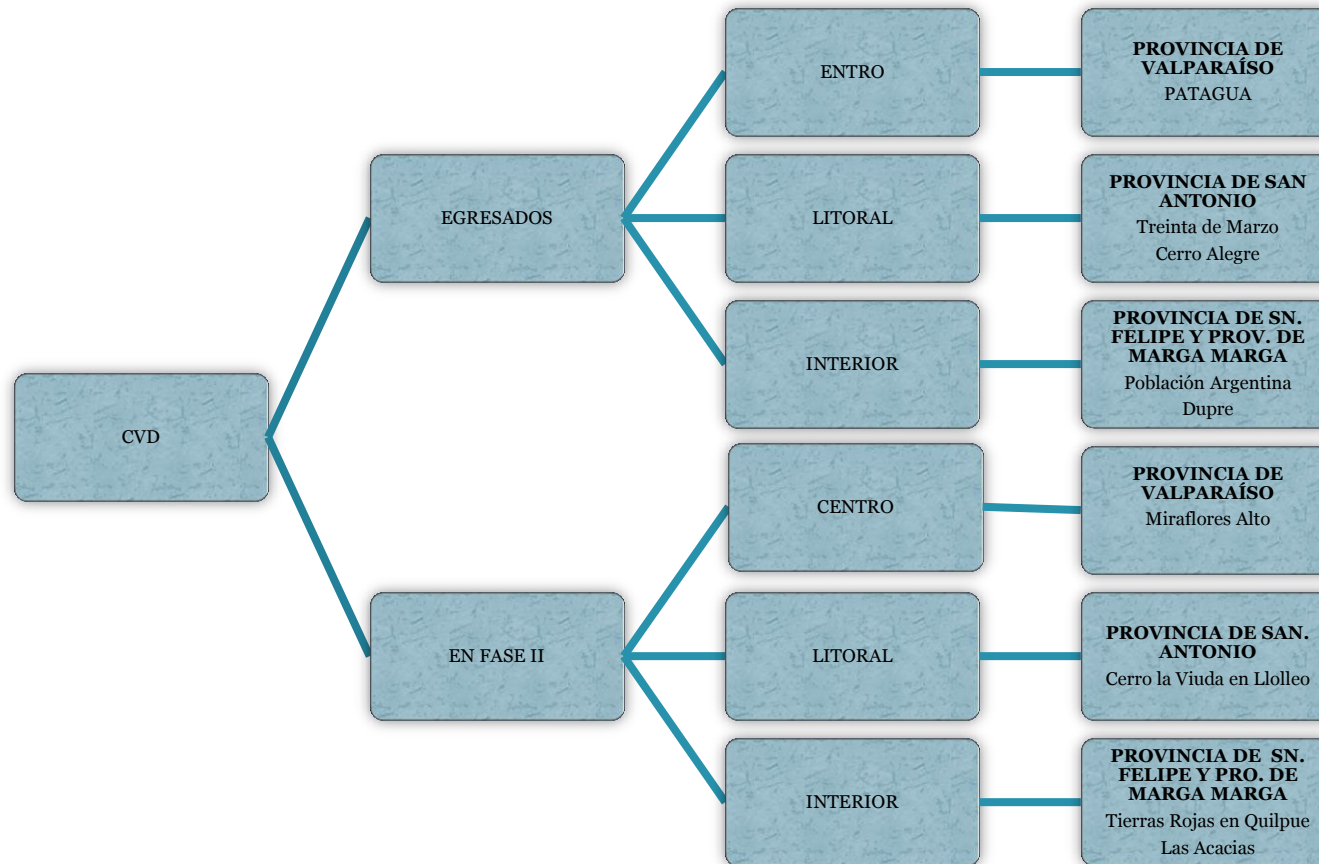 CVD
EGRESADOS
ENTRO
PROVINCIA DE
VALPARAÍSO
PATAGUA
LITORAL
PROVINCIA DE SAN
ANTONIO
Treinta de Marzo
Cerro Alegre
INTERIOR
PROVINCIA DE SN.
FELIPE Y PROV. DE
MARGA MARGA
Población Argentina
Dupre
EN FASE II
CENTRO
PROVINCIA DE
VALPARAÍSO
Miraflores Alto
LITORAL
PROVINCIA DE SAN.
ANTONIO
Cerro la Viuda en Llolleo
INTERIOR
PROVINCIA DE SN.
FELIPE Y PRO. DE
MARGA MARGA
Tierras Rojas en Quilpue
Las Acacias